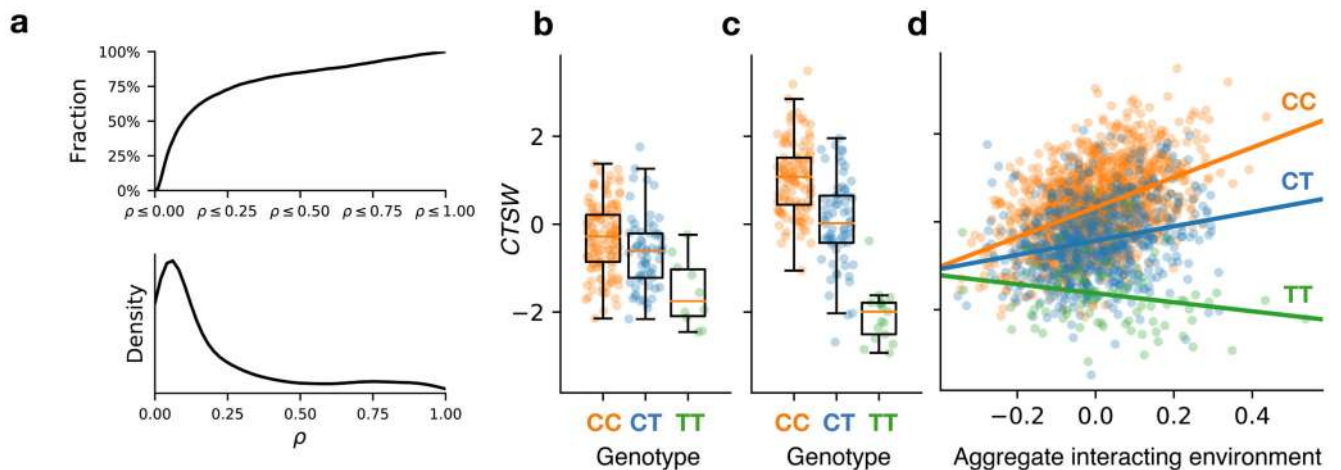 a
100%
75%
50%
25%
0%
Fraction
ρ ≤ 0.00 ρ ≤ 0.25 ρ ≤ 0.50 ρ ≤ 0.75 ρ ≤ 1.00
Density
0.00 0.25 0.50 0.75 1.00
ρ
b
CTSW
2
0
−2
CC CT TT
Genotype
c
CC CT TT
Genotype
d
CC
CT
TT
−0.2 0.0 0.2 0.4
Aggregate interacting environment